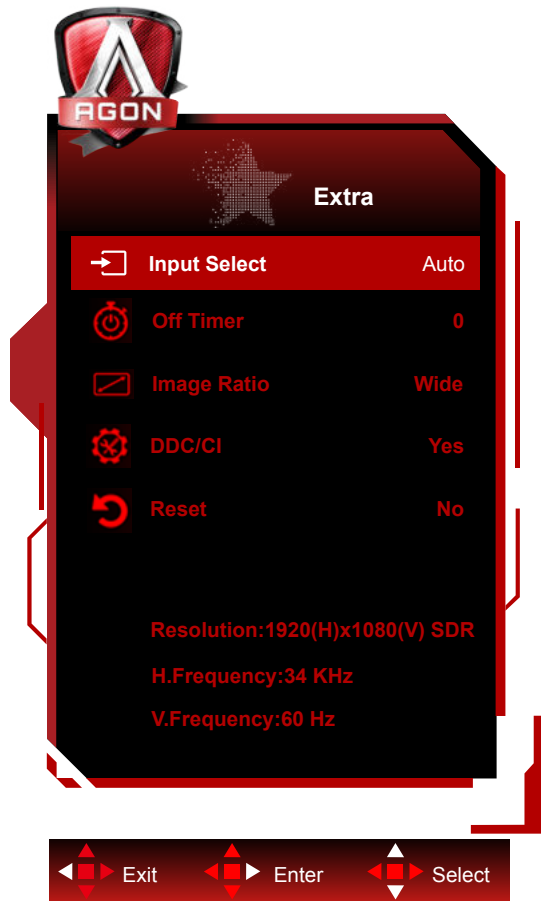 AGON
Extra
Input Select Auto
Off Timer 0
Image Ratio Wide
DDC/CI Yes
Reset No
Resolution:1920(H)x1080(V) SDR
H.Frequency:34 KHz
V.Frequency:60 Hz
Exit Enter Select